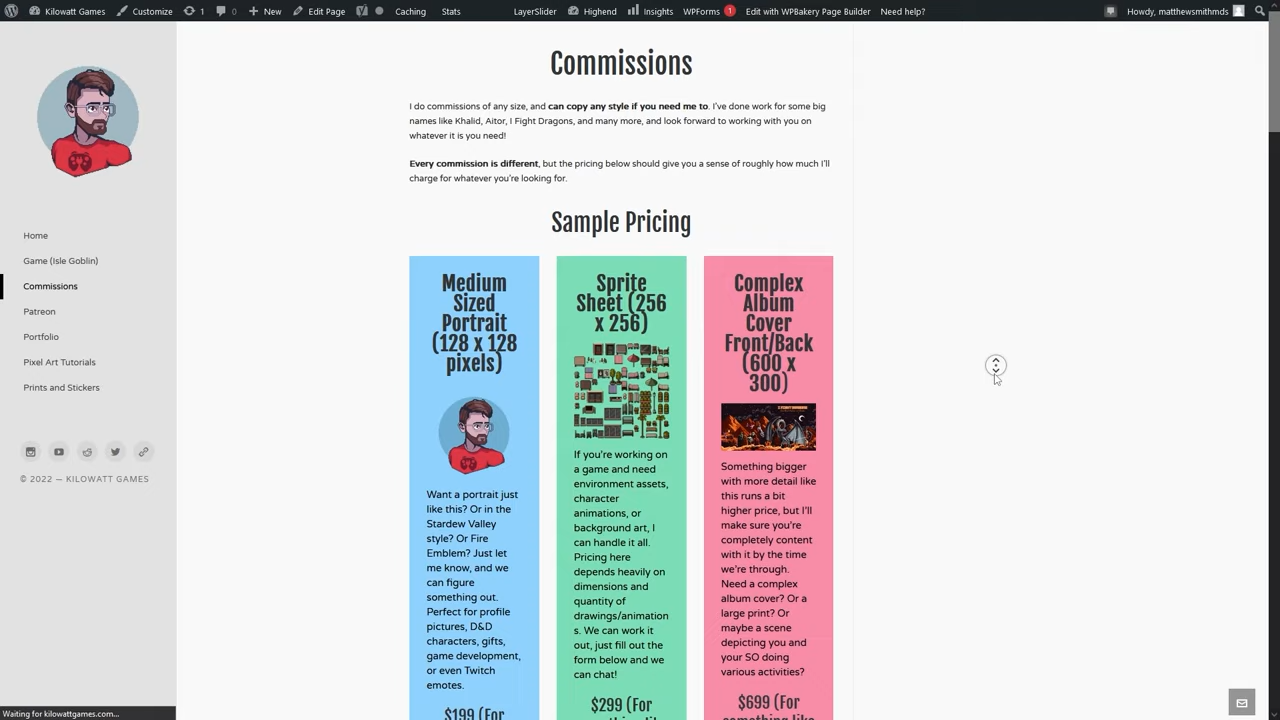 Customize
1
0
New
Edit Page
Caching
Stats
LayerSlider
Highend
Insights
WPForms
1
Edit with WPBakery Page Builder
Need help?
Howdy, matthewsmithmds
Home
Game (Isle Goblin)
Commissions
Patreon
Portfolio
Pixel Art Tutorials
Prints and Stickers
© 2022 — KILOWATT GAMES
Commissions
I do commissions of any size, and can copy any style if you need me to. I've done work for some big
names like Khalid, Aitor, I Fight Dragons, and many more, and look forward to working with you on
whatever it is you need!
Every commission is different, but the pricing below should give you a sense of roughly how much I'll
charge for whatever you're looking for.
Sample Pricing
Medium
Sized
Portrait
(128 x 128
pixels)
Want a portrait just
like this? Or in the
Stardew Valley
style? Or Fire
Emblem? Just let
me know, and we
can figure
something out.
Perfect for profile
pictures, D&D
characters, gifts,
game development,
or even Twitch
emotes.
$199 (For
Sprite
Sheet (256
x 256)
If you're working on
a game and need
environment assets,
character
animations, or
background art, I
can handle it all.
Pricing here
depends heavily on
dimensions and
quantity of
drawings/animation
s. We can work it
out, just fill out the
form below and we
can chat!
$299 (For
Complex
Album
Cover
Front/Back
(600 x
300)
Something bigger
with more detail like
this runs a bit
higher price, but I'll
make sure you're
completely content
with it by the time
we're through.
Need a complex
album cover? Or a
large print? Or
maybe a scene
depicting you and
your SO doing
various activities?
$699 (For
something like
Waiting for kilowattgames.com...